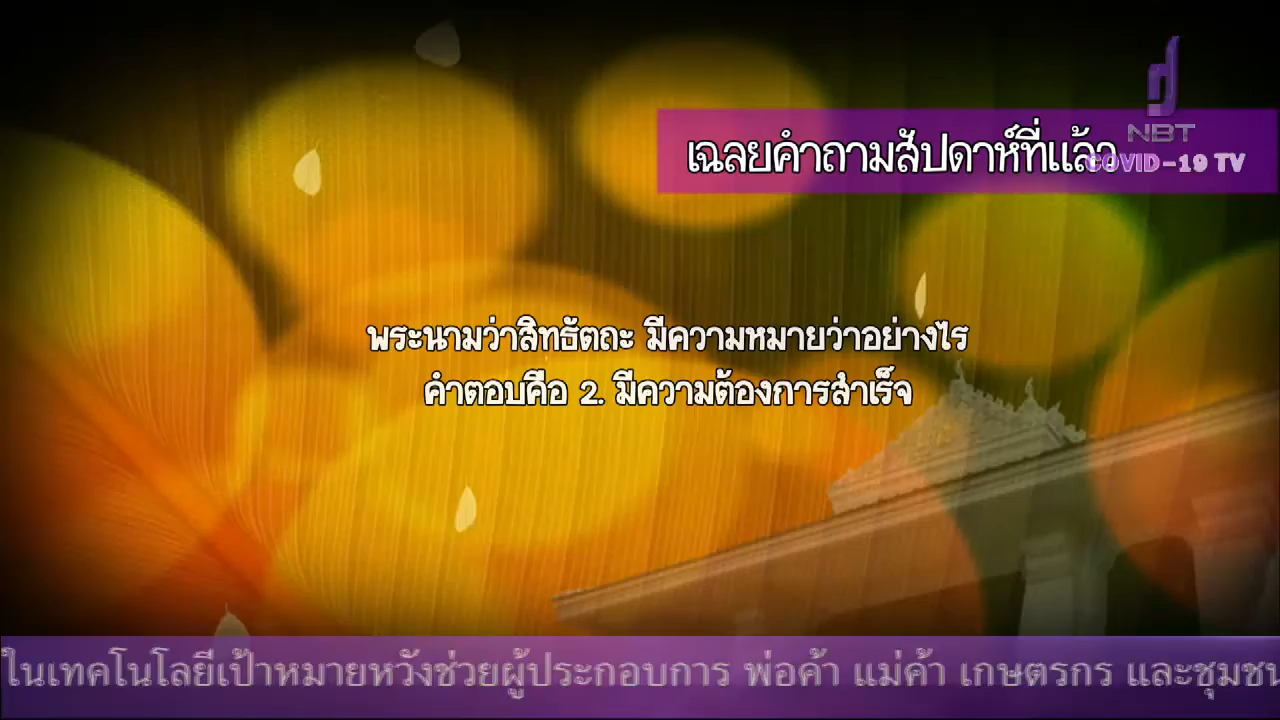 เฉลยคำถามสัปดาห์ที่แล้ว
NBT
COVID-19 TV
พระนามว่าสิทธัตถะ มีความหมายว่าอย่างไร
คำตอบคือ 2. มีความต้องการสำเร็จ
ในเทคโนโลยีเป้าหมายหวังช่วยผู้ประกอบการ พ่อค้า แม่ค้า เกษตรกร และชุมชน